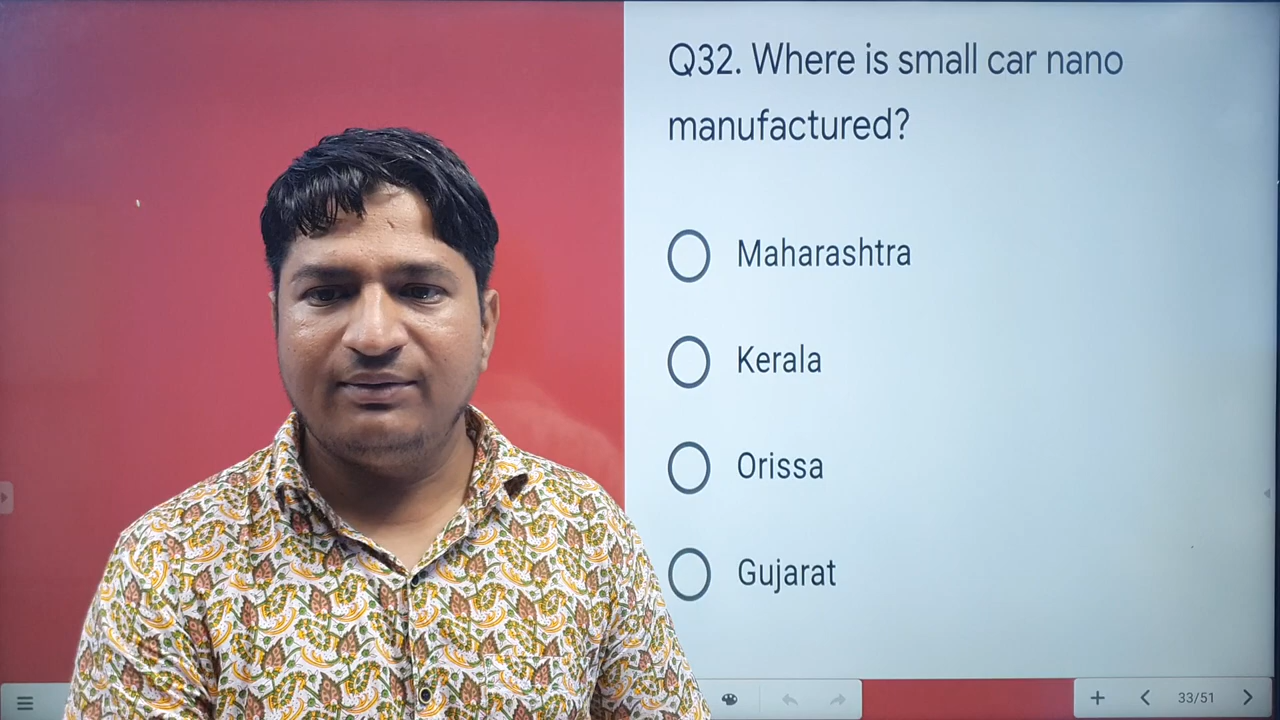 Q32. Where is small car nano
manufactured?
Maharashtra
Kerala
Orissa
Gujarat
33/51